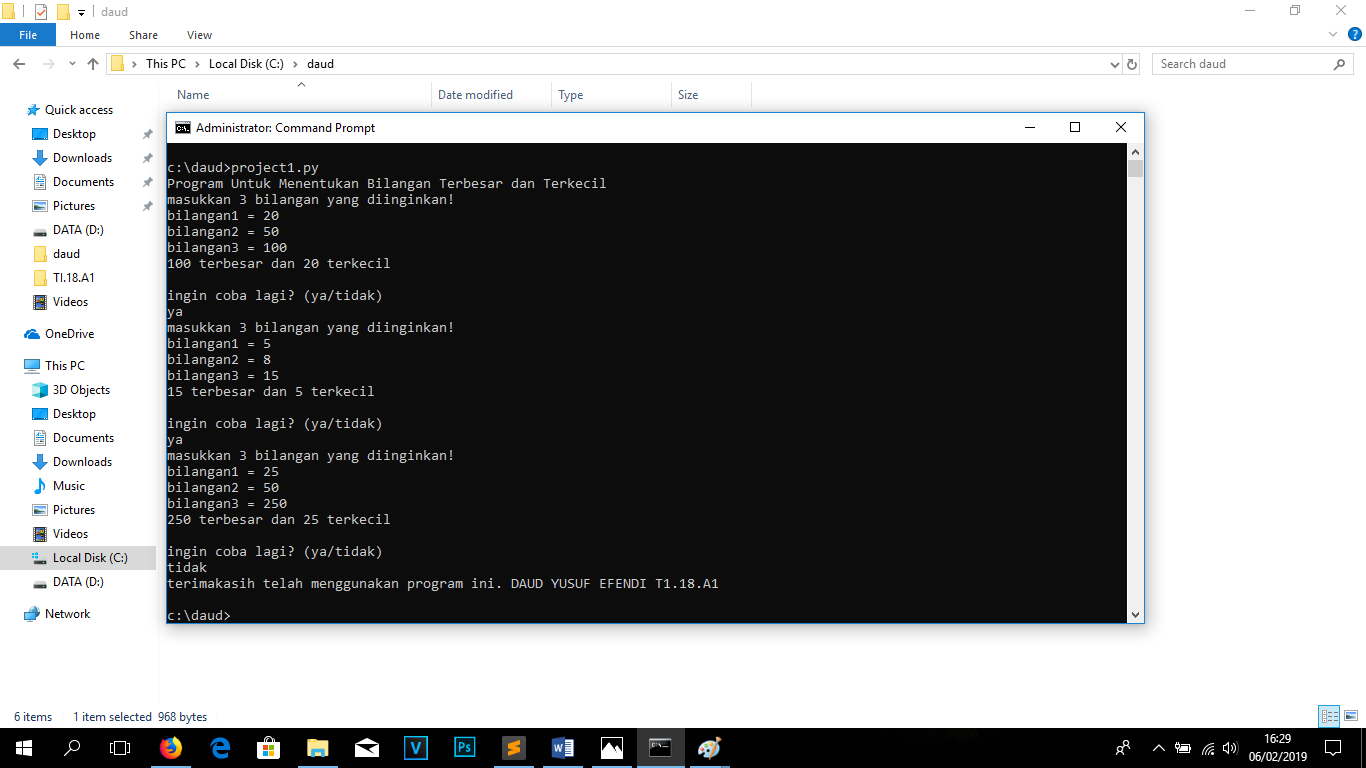 daud
File Home Share View
This PC Local Disk (C:) daud
Search daud
Name Date modified Type Size
Quick access
Desktop
Downloads
Documents
Pictures
DATA (D:)
daud
TI.18.A1
Videos
OneDrive
This PC
3D Objects
Desktop
Documents
Downloads
Music
Pictures
Videos
Local Disk (C:)
DATA (D:)
Network
Administrator: Command Prompt
c:\daud>project1.py
Program Untuk Menentukan Bilangan Terbesar dan Terkecil
masukkan 3 bilangan yang diinginkan!
bilangan1 = 20
bilangan2 = 50
bilangan3 = 100
100 terbesar dan 20 terkecil
ingin coba lagi? (ya/tidak)
ya
masukkan 3 bilangan yang diinginkan!
bilangan1 = 5
bilangan2 = 8
bilangan3 = 15
15 terbesar dan 5 terkecil
ingin coba lagi? (ya/tidak)
ya
masukkan 3 bilangan yang diinginkan!
bilangan1 = 25
bilangan2 = 50
bilangan3 = 250
250 terbesar dan 25 terkecil
ingin coba lagi? (ya/tidak)
tidak
terimakasih telah menggunakan program ini. DAUD YUSUF EFENDI T1.18.A1
c:\daud>
6 items 1 item selected 968 bytes
16:29
06/02/2019